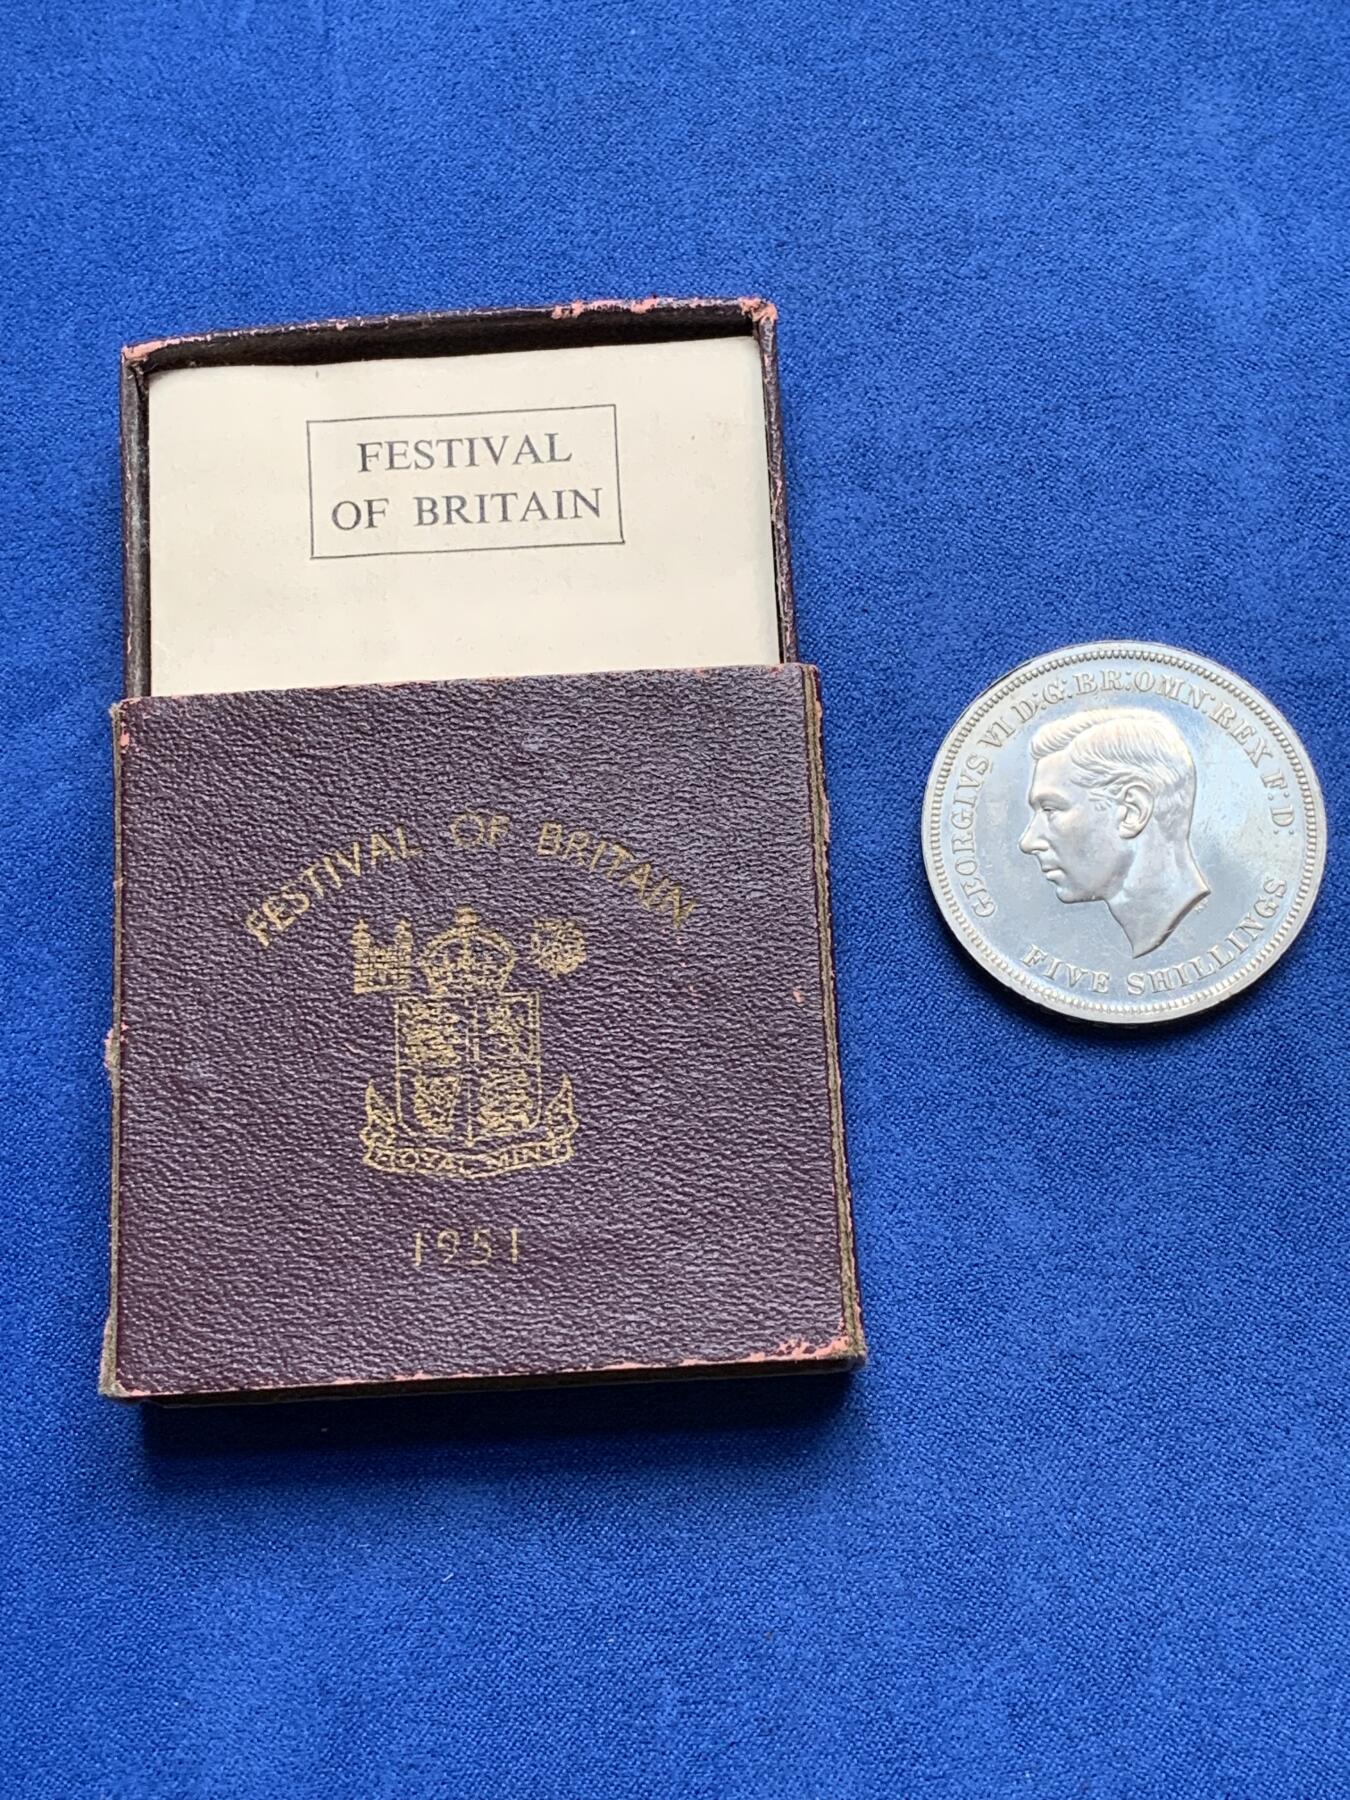 FESTIVAL
OF BRITAIN
FESTIVAL OF BRITAIN
ROYAL MINT
1951
GEORGIVS VI D:G:BR:OMN:REX F:D:
FIVE SHILLINGS